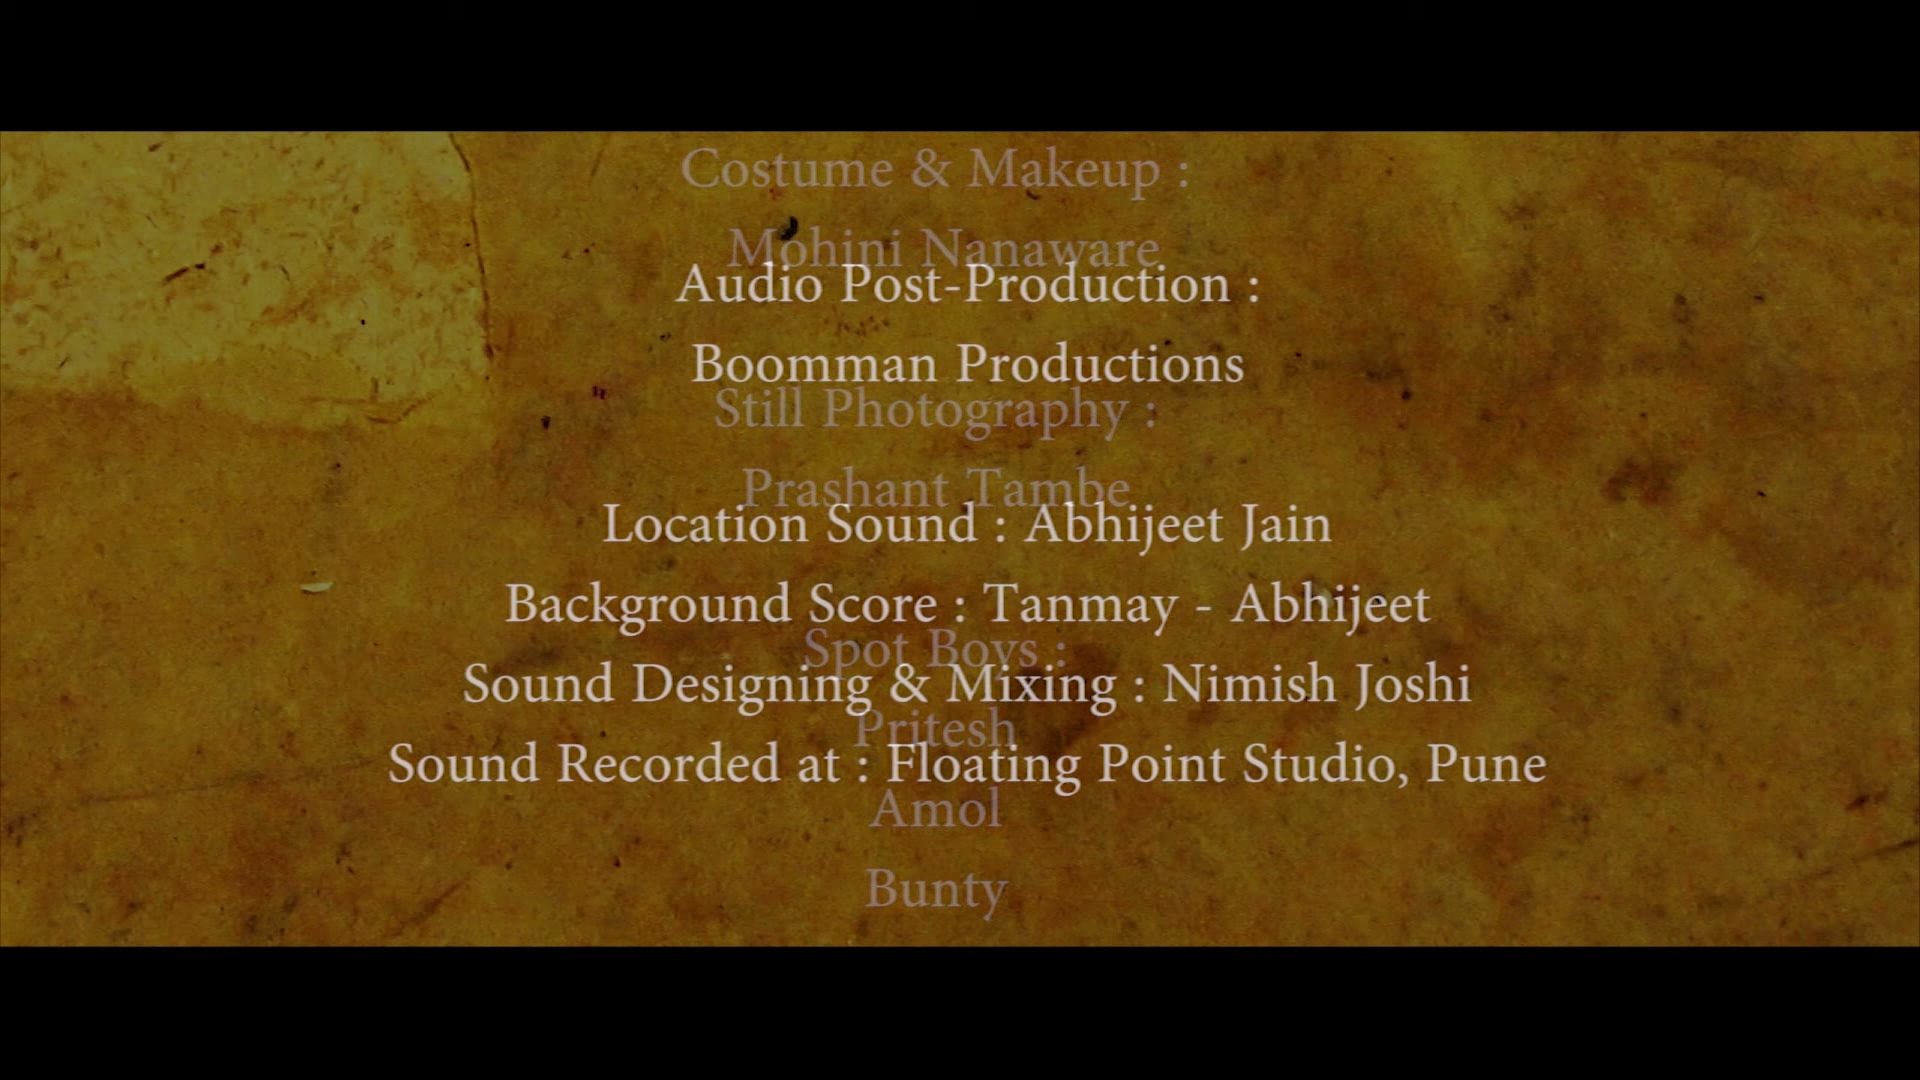 Costume & Makeup :
Mohini Nanaware
Audio Post-Production :
Boomman Productions
Still Photography :
Prashant Tambe
Location Sound : Abhijeet Jain
Background Score : Tanmay - Abhijeet
Spot Boys :
Sound Designing & Mixing : Nimish Joshi
Pritesh
Sound Recorded at : Floating Point Studio, Pune
Amol
Bunty